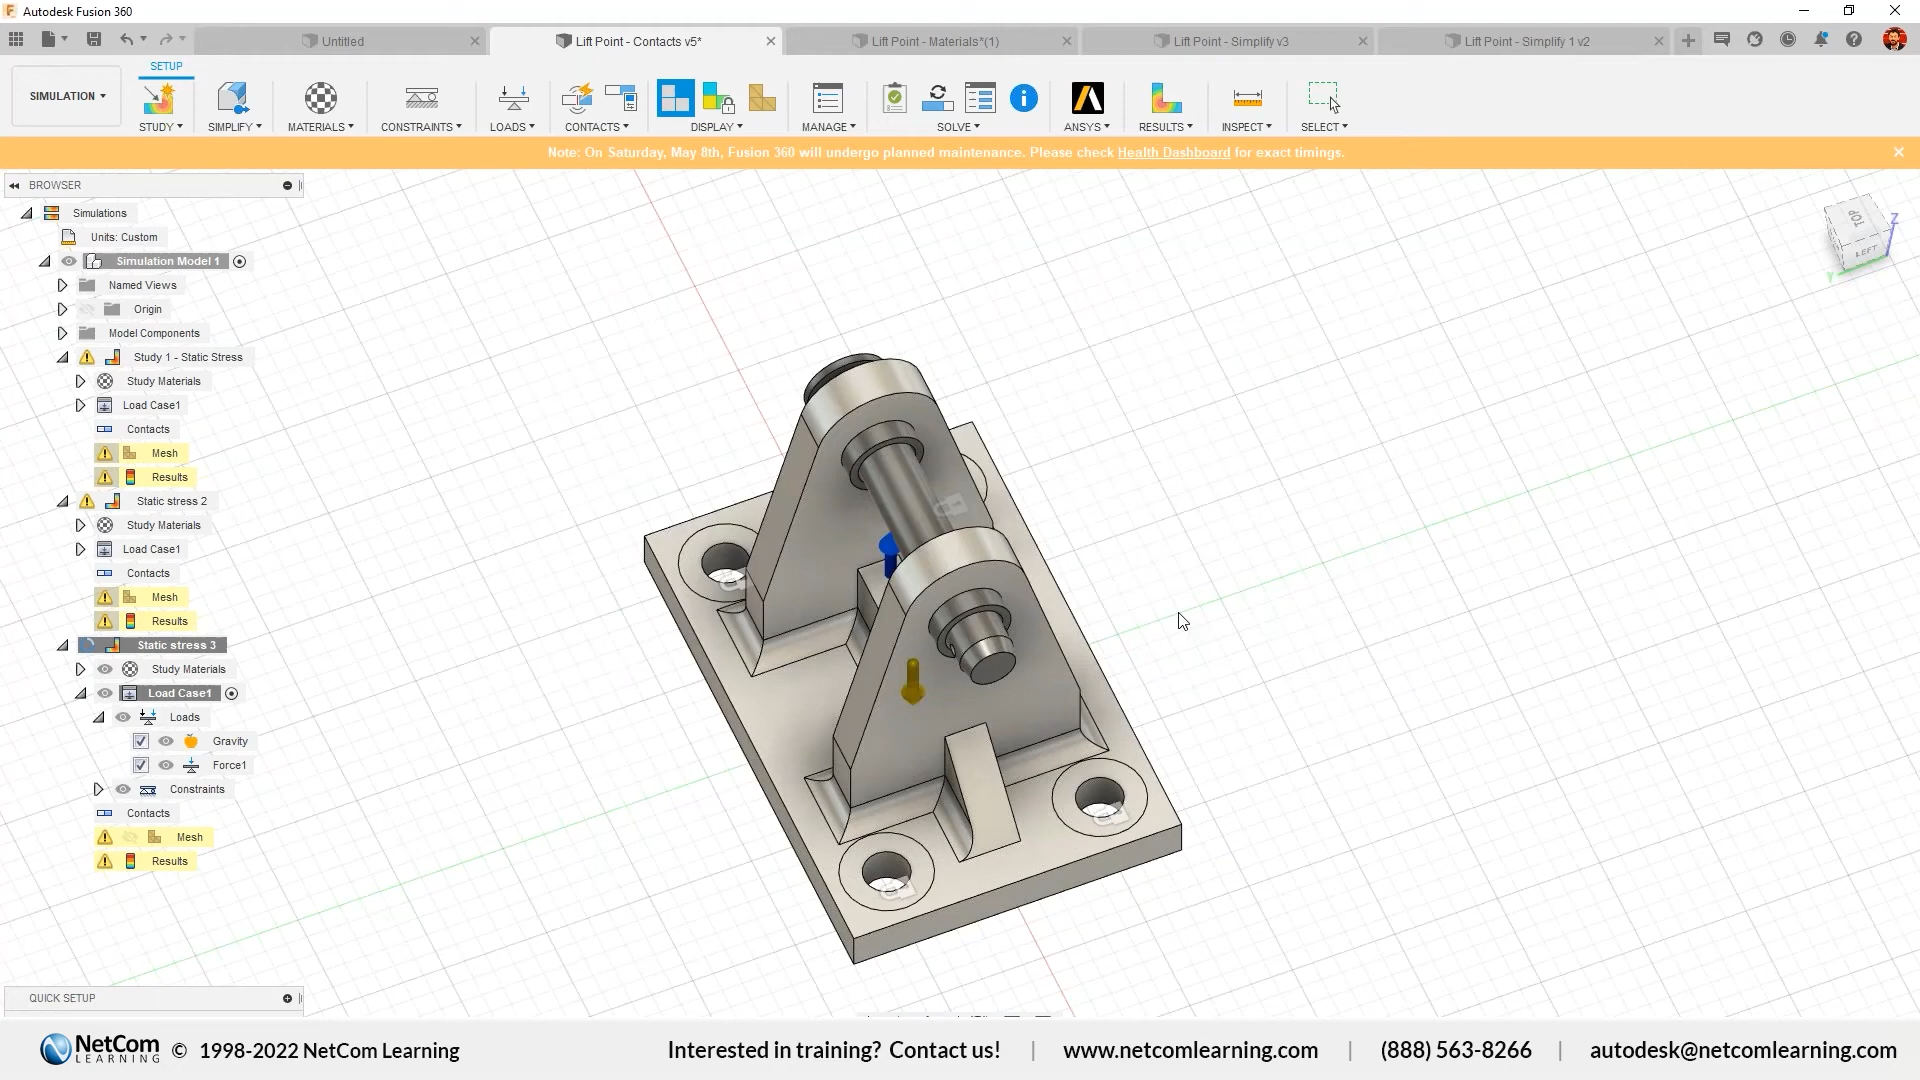 Autodesk Fusion 360
Untitled
Lift Point - Contacts v5*
Lift Point - Materials*(1)
Lift Point - Simplify v3
Lift Point - Simplify 1 v2
SETUP
SIMULATION
STUDY
SIMPLIFY
MATERIALS
CONSTRAINTS
LOADS
CONTACTS
DISPLAY
MANAGE
SOLVE
ANSYS
RESULTS
INSPECT
SELECT
Note: On Saturday, May 8th, Fusion 360 will undergo planned maintenance. Please check Health Dashboard for exact timings.
BROWSER
Simulations
Units: Custom
Simulation Model 1
Named Views
Origin
Model Components
Study 1 - Static Stress
Study Materials
Load Case1
Contacts
Mesh
Results
Static stress 2
Study Materials
Load Case1
Contacts
Mesh
Results
Static stress 3
Study Materials
Load Case1
Loads
Gravity
Force1
Constraints
Contacts
Mesh
Results
TOP
LEFT
Z
Y
QUICK SETUP
NetCom
LEARNING
© 1998-2022 NetCom Learning
Interested in training? Contact us! | www.netcomlearning.com | (888) 563-8266 | autodesk@netcomlearning.com